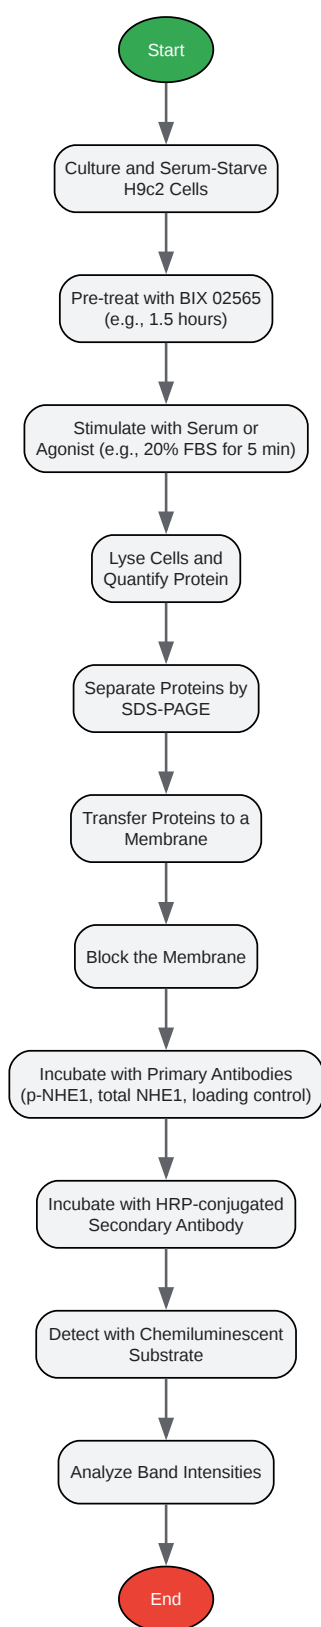 Start
Culture and Serum-Starve
H9c2 Cells
Pre-treat with BIX 02565
(e.g., 1.5 hours)
Stimulate with Serum or
Agonist (e.g., 20% FBS for 5 min)
Lyse Cells and
Quantify Protein
Separate Proteins by
SDS-PAGE
Transfer Proteins to a
Membrane
Block the Membrane
Incubate with Primary Antibodies
(p-NHE1, total NHE1, loading control)
Incubate with HRP-conjugated
Secondary Antibody
Detect with Chemiluminescent
Substrate
Analyze Band Intensities
End